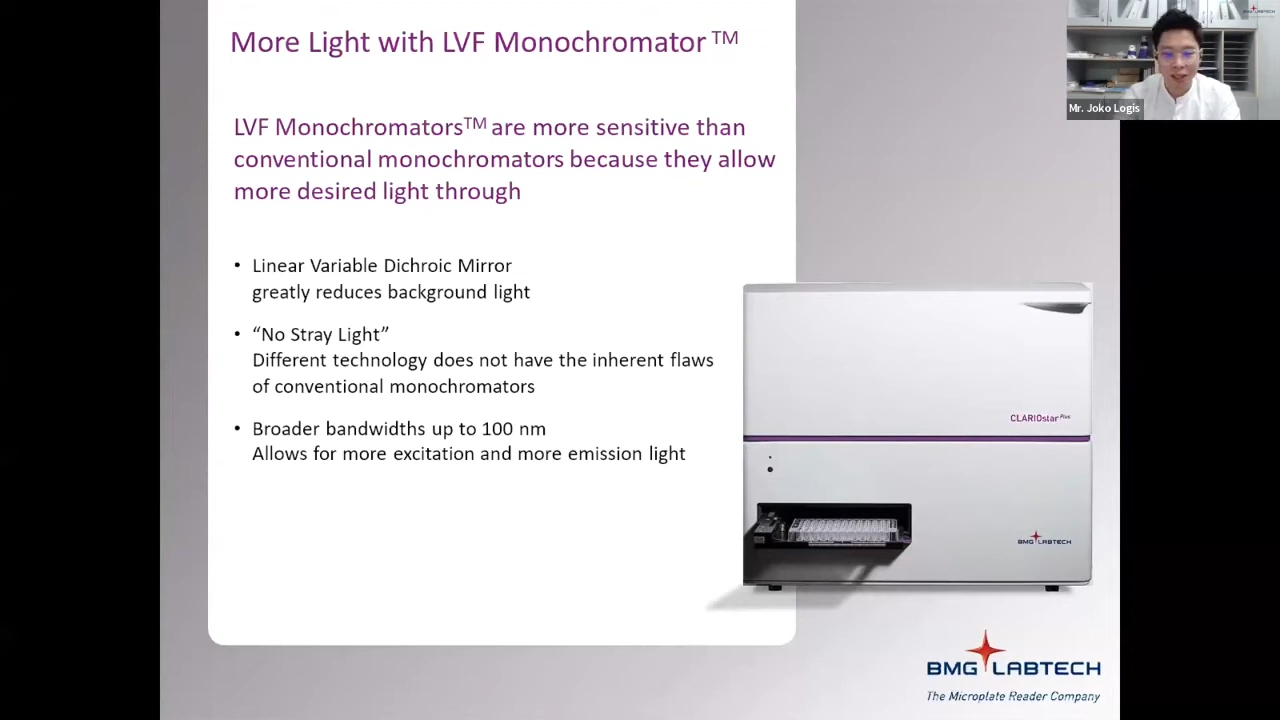 More Light with LVF Monochromator TM
LVF Monochromators™ are more sensitive than
conventional monochromators because they allow
more desired light through
• Linear Variable Dichroic Mirror
greatly reduces background light
• “No Stray Light”
Different technology does not have the inherent flaws
of conventional monochromators
• Broader bandwidths up to 100 nm
Allows for more excitation and more emission light
Mr. Joko Logis
BMG LABTECH
CLARIOstar Plus
BMG LABTECH
BMG LABTECH
The Microplate Reader Company